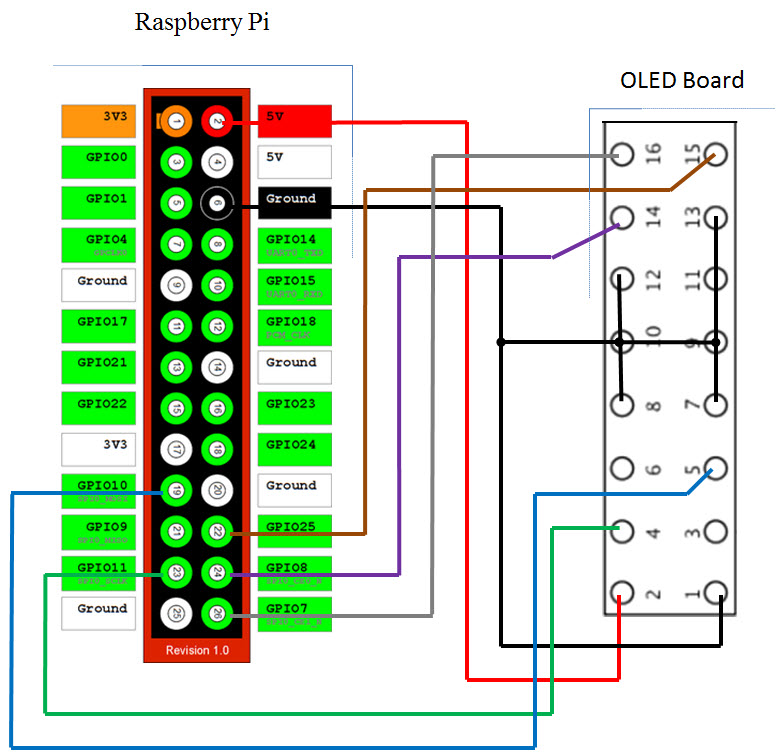 Raspberry Pi
OLED Board
3V3 1 2 5V
GPIO0 3 4 5V
GPIO1 5 6 Ground
GPIO4 7 8 GPIO14
GPCLK0 UART0_TXD
Ground 9 10 GPIO15
UART0_RXD
GPIO17 11 12 GPIO18
PCM_CLK
GPIO21 13 14 Ground
GPIO22 15 16 GPIO23
3V3 17 18 GPIO24
GPIO10 19 20 Ground
SPI0_MOSI
GPIO9 21 22 GPIO25
SPI0_MISO
GPIO11 23 24 GPIO8
SPI0_SCLK SPI0_CE0_N
Ground 25 26 GPIO7
SPI0_CE1_N
Revision 1.0
16 15
14 13
12 11
10 9
8 7
6 5
4 3
2 1